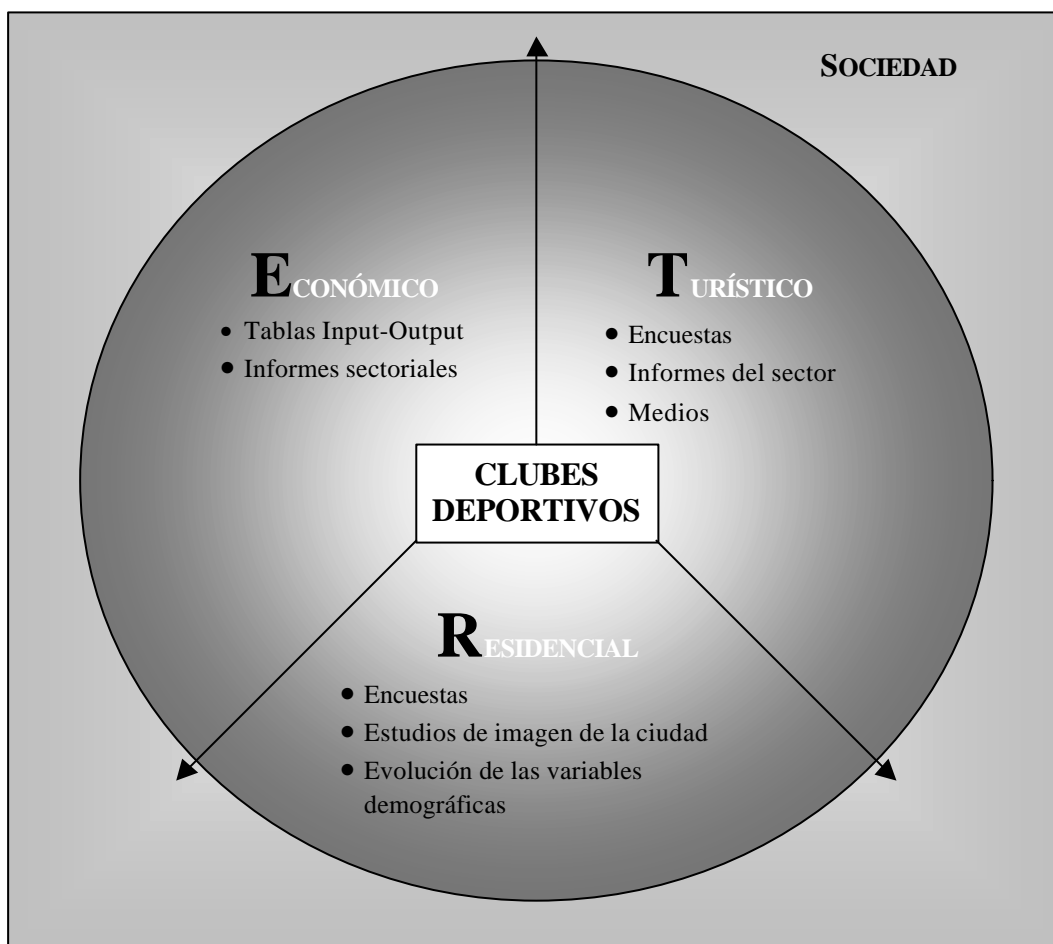 SOCIEDAD
ECONÓMICO
• Tablas Input-Output
• Informes sectoriales
TURÍSTICO
• Encuestas
• Informes del sector
• Medios
CLUBES
DEPORTIVOS
RESIDENCIAL
• Encuestas
• Estudios de imagen de la ciudad
• Evolución de las variables
demográficas